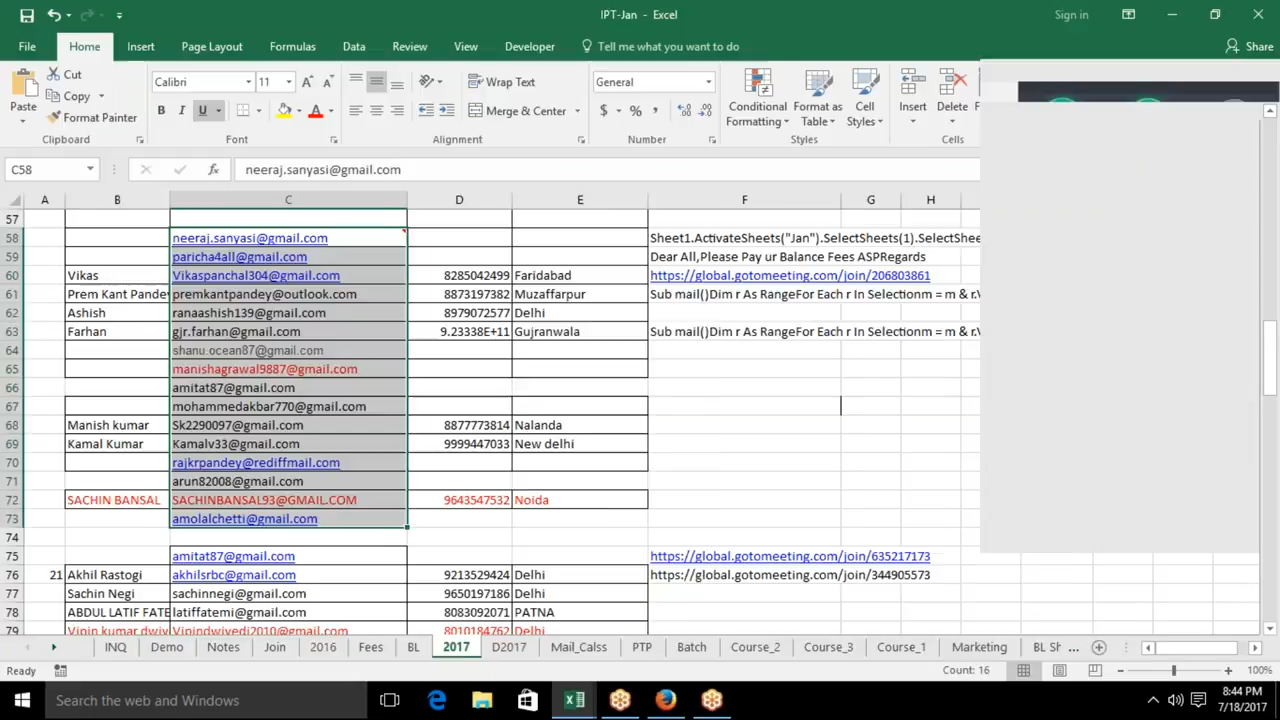 IPT-Jan - Excel
Sign in
File Home Insert Page Layout Formulas Data Review View Developer Tell me what you want to do Share
Paste Cut Copy Format Painter Clipboard
Calibri 11 B I U A Font
Wrap Text Merge & Center Alignment
General $ % , Number
Conditional Formatting Format as Table Cell Styles Styles
Insert Delete Cells
C58 fx neeraj.sanyasi@gmail.com
A B C D E F G H
57
58 neeraj.sanyasi@gmail.com Sheet1.ActivateSheets("Jan").SelectSheets(1).SelectShee
59 paricha4all@gmail.com Dear All,Please Pay ur Balance Fees ASPRegards
60 Vikas Vikaspanchal304@gmail.com 8285042499 Faridabad https://global.gotomeeting.com/join/206803861
61 Prem Kant Pandey premkantpandey@outlook.com 8873197382 Muzaffarpur Sub mail()Dim r As RangeFor Each r In Selectionm = m & r.
62 Ashish ranaashish139@gmail.com 8979072577 Delhi
63 Farhan gjr.farhan@gmail.com 9.23338E+11 Gujranwala Sub mail()Dim r As RangeFor Each r In Selectionm = m & r.
64 shanu.ocean87@gmail.com
65 manishagrawal9887@gmail.com
66 amitat87@gmail.com
67 mohammedakbar770@gmail.com
68 Manish kumar Sk2290097@gmail.com 8877773814 Nalanda
69 Kamal Kumar Kamalv33@gmail.com 9999447033 New delhi
70 rajkrpandey@rediffmail.com
71 arun82008@gmail.com
72 SACHIN BANSAL SACHINBANSAL93@GMAIL.COM 9643547532 Noida
73 amolalchetti@gmail.com
74
75 amitat87@gmail.com https://global.gotomeeting.com/join/635217173
76 21 Akhil Rastogi akhilsrbc@gmail.com 9213529424 Delhi https://global.gotomeeting.com/join/344905573
77 Sachin Negi sachinnegi@gmail.com 9650197186 Delhi
78 ABDUL LATIF FATE latiffatemi@gmail.com 8083092071 PATNA
79 Vipin kumar dwiv Vipindwivedi2010@gmail.com 8010184762 Delhi
INQ Demo Notes Join 2016 Fees BL 2017 D2017 Mail_Calss PTP Batch Course_2 Course_3 Course_1 Marketing BL Sh ...
Ready Count: 16 100%
Search the web and Windows 8:44 PM
7/18/2017